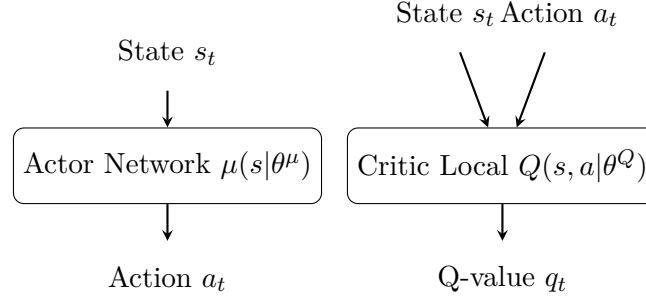 State $s_t$
Actor Network $\mu(s|\theta^\mu)$
Action $a_t$
State $s_t$ Action $a_t$
Critic Local $Q(s, a|\theta^Q)$
Q-value $q_t$